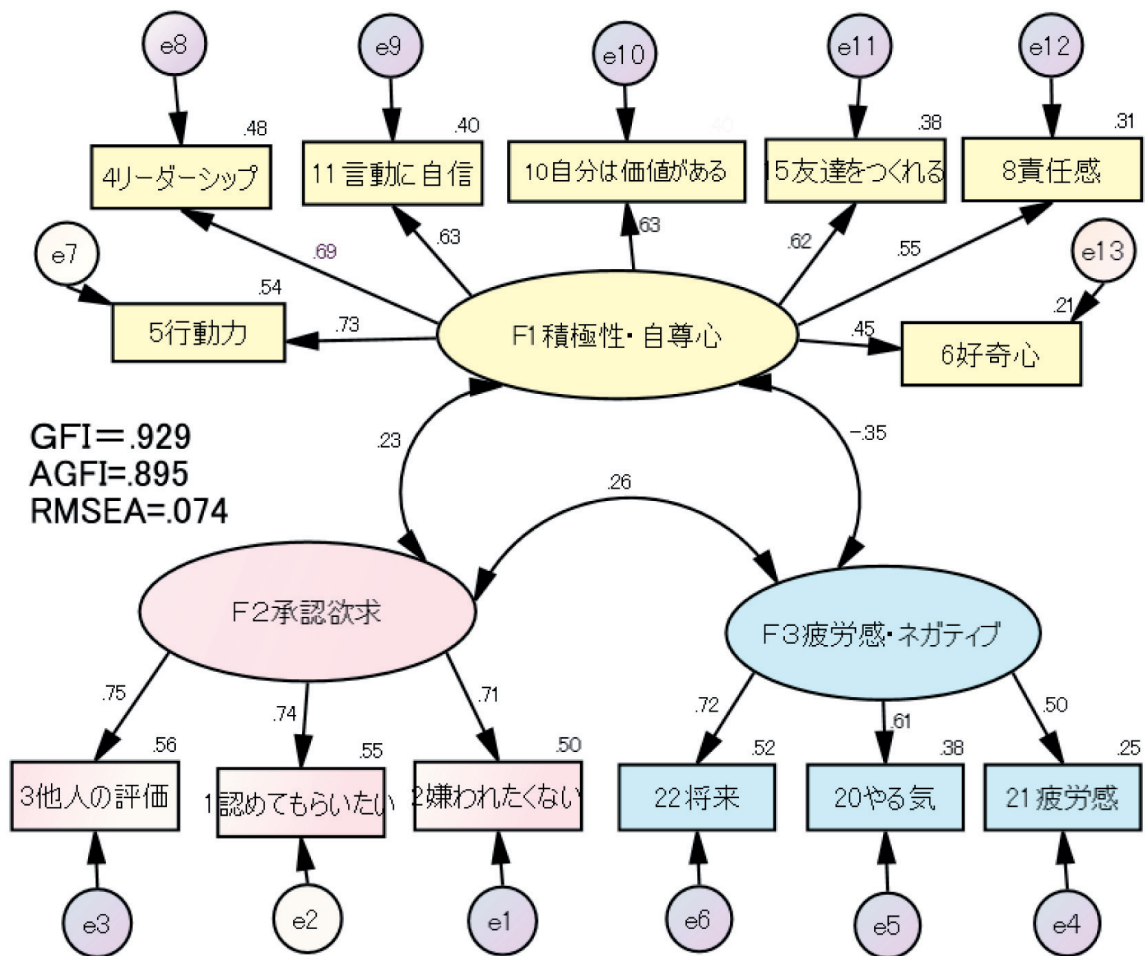 e8
e9
e10
e11
e12
.48
.40
.38
.31
4リーダーシップ
11言動に自信
10自分は価値がある
15友達をつくれる
8責任感
e7
.69
.63
.63
.62
.55
e13
.54
.21
5行動力
.73
F1積極性・自尊心
.45
6好奇心
GFI=.929
AGFI=.895
RMSEA=.074
.23
-.35
.26
F2承認欲求
F3疲労感・ネガティブ
.75
.74
.71
.72
.61
.50
.56
.55
.50
.52
.38
.25
3他人の評価
1認めてもらいたい
2嫌われたくない
22将来
20やる気
21疲労感
e3
e2
e1
e6
e5
e4